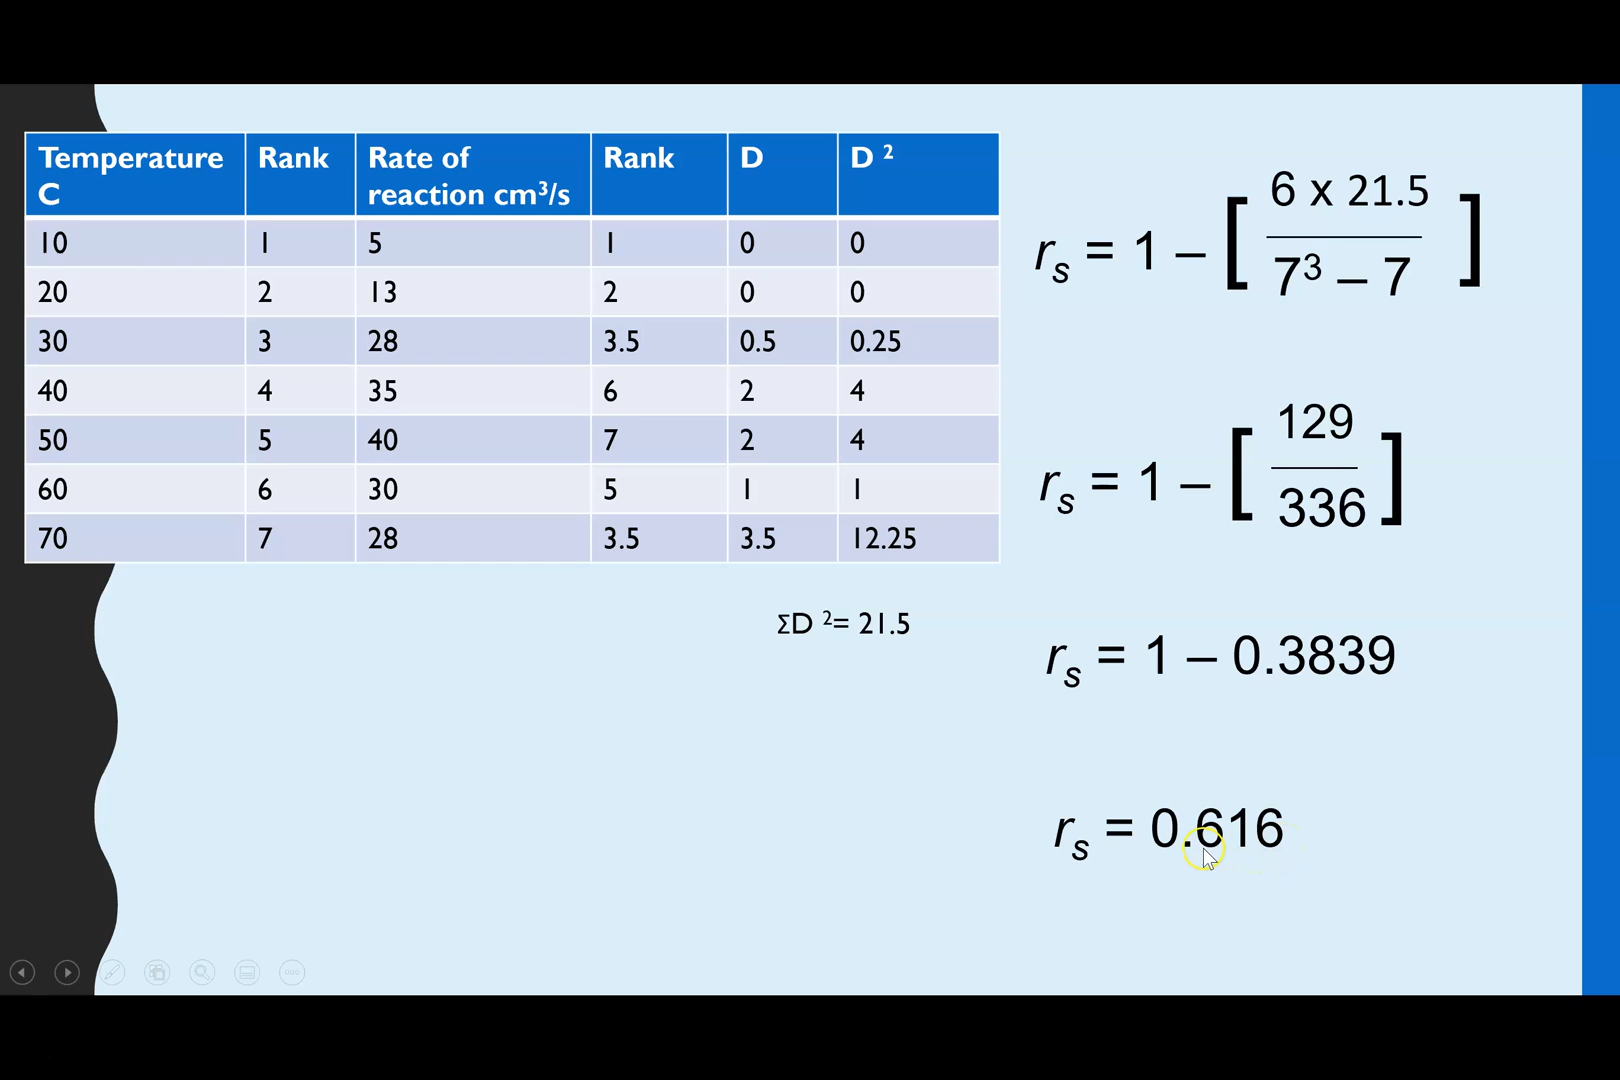 Temperature C | Rank | Rate of reaction cm³/s | Rank | D | D ²
10 | 1 | 5 | 1 | 0 | 0
20 | 2 | 13 | 2 | 0 | 0
30 | 3 | 28 | 3.5 | 0.5 | 0.25
40 | 4 | 35 | 6 | 2 | 4
50 | 5 | 40 | 7 | 2 | 4
60 | 6 | 30 | 5 | 1 | 1
70 | 7 | 28 | 3.5 | 3.5 | 12.25
ΣD ²= 21.5
rₛ = 1 – [ 6 x 21.5 / 7³ – 7 ]
rₛ = 1 – [ 129 / 336 ]
rₛ = 1 – 0.3839
rₛ = 0.616